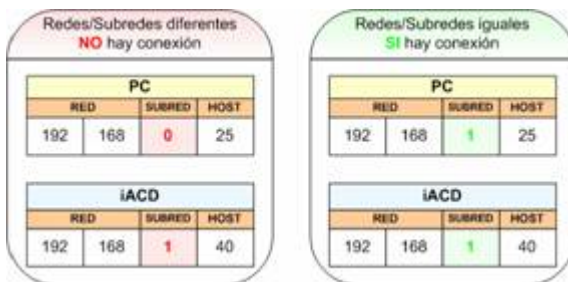 Redes/Subredes diferentes
NO hay conexión
PC
RED SUBRED HOST
192 168 0 25
iACD
RED SUBRED HOST
192 168 1 40
Redes/Subredes iguales
SI hay conexión
PC
RED SUBRED HOST
192 168 1 25
iACD
RED SUBRED HOST
192 168 1 40